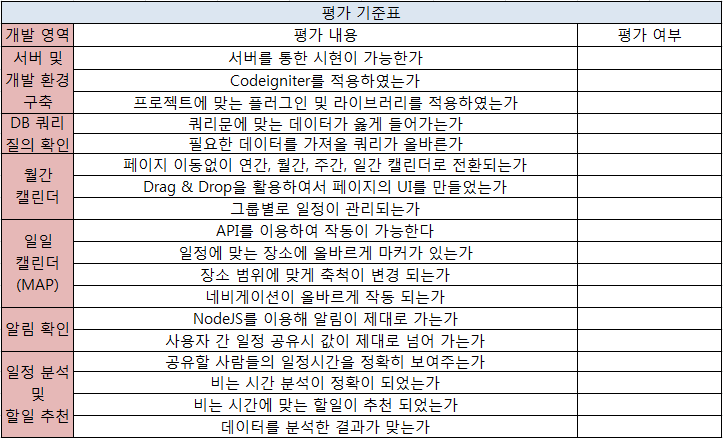 평가 기준표
개발 영역 평가 내용 평가 여부
서버 및
개발 환경
구축
서버를 통한 시현이 가능한가
Codeigniter를 적용하였는가
프로젝트에 맞는 플러그인 및 라이브러리를 적용하였는가
DB 쿼리
질의 확인
쿼리문에 맞는 데이터가 옳게 들어가는가
필요한 데이터를 가져올 쿼리가 올바른가
월간
캘린더
페이지 이동없이 연간, 월간, 주간, 일간 캘린더로 전환되는가
Drag & Drop을 활용하여서 페이지의 UI를 만들었는가
그룹별로 일정이 관리되는가
일일
캘린더
(MAP)
API를 이용하여 작동이 가능한다
일정에 맞는 장소에 올바르게 마커가 있는가
장소 범위에 맞게 축척이 변경 되는가
네비게이션이 올바르게 작동 되는가
알림 확인
NodeJS를 이용해 알림이 제대로 가는가
사용자 간 일정 공유시 값이 제대로 넘어 가는가
일정 분석
및
할일 추천
공유할 사람들의 일정시간을 정확히 보여주는가
비는 시간 분석이 정확이 되었는가
비는 시간에 맞는 할일이 추천 되었는가
데이터를 분석한 결과가 맞는가